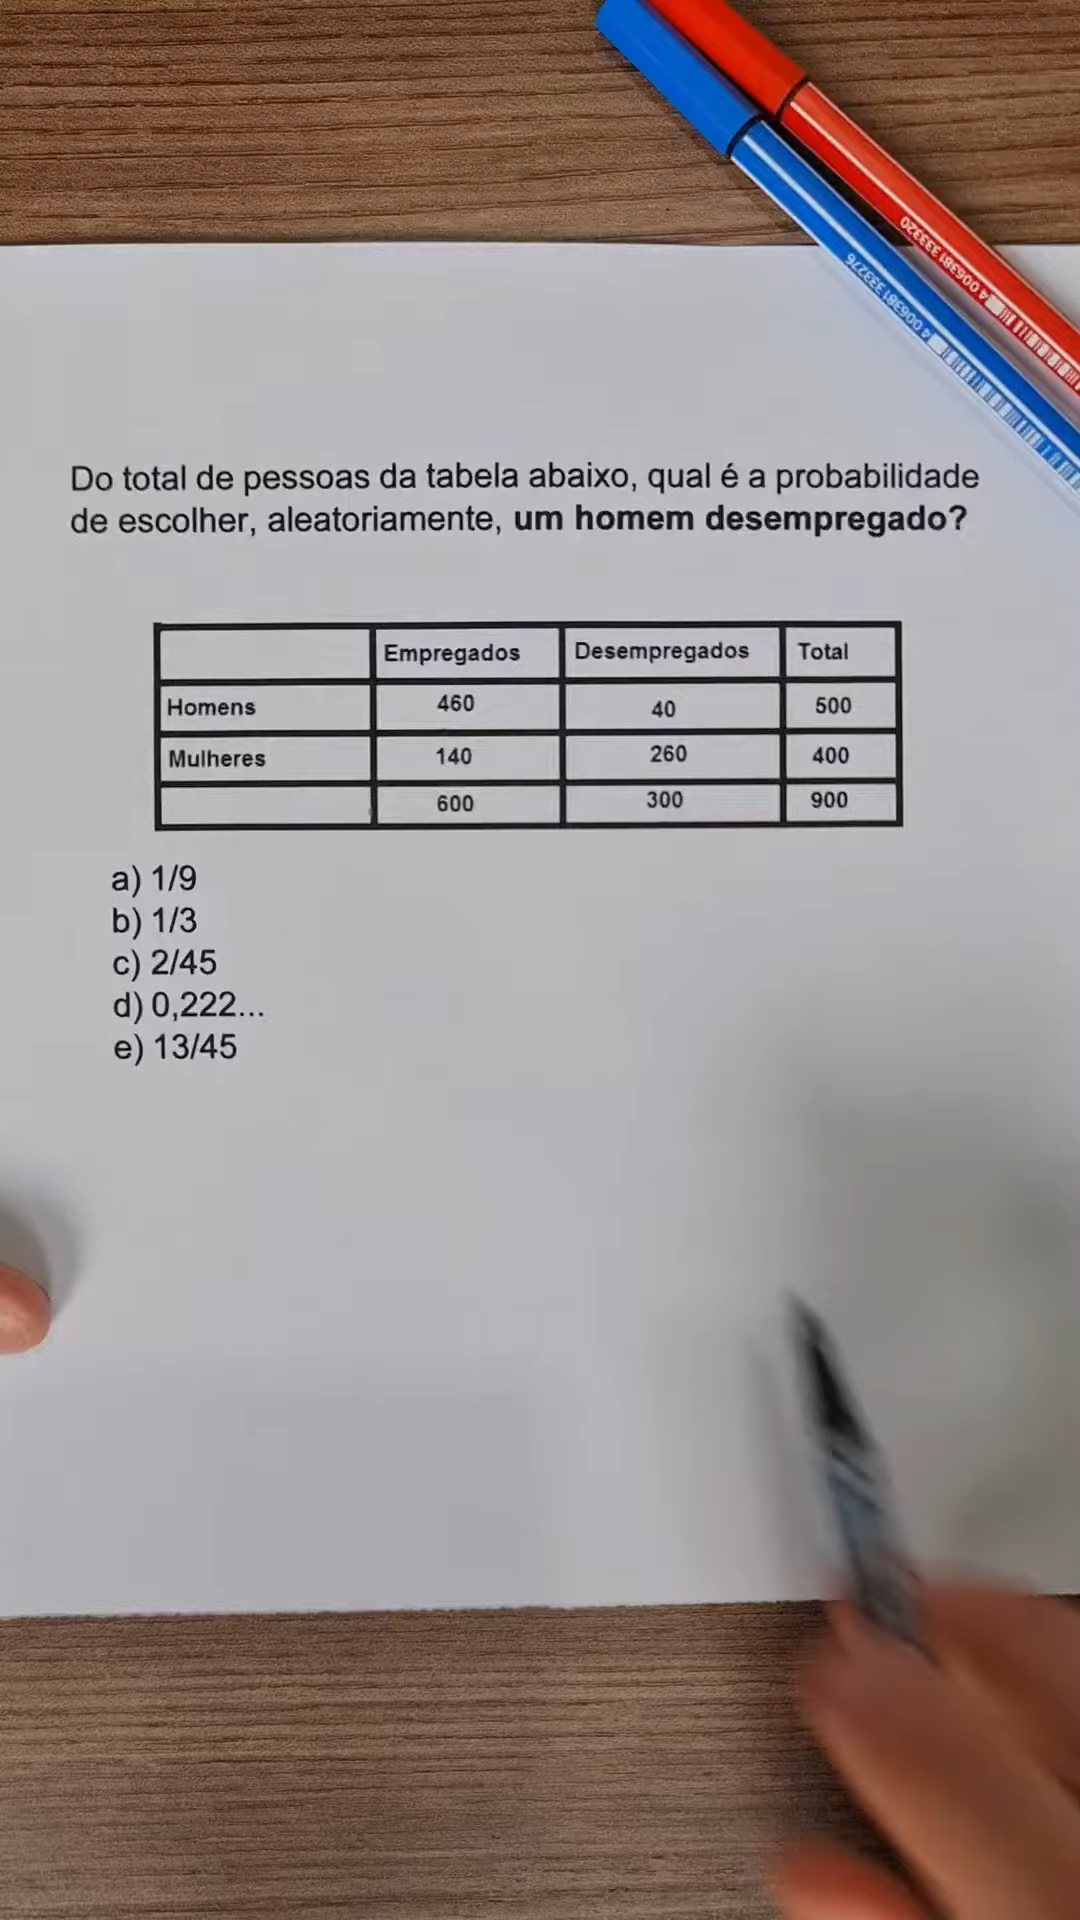 4 006381 333320
4 006381 333276
Do total de pessoas da tabela abaixo, qual é a probabilidade
de escolher, aleatoriamente, um homem desempregado?
Empregados Desempregados Total
Homens 460 40 500
Mulheres 140 260 400
600 300 900
a) 1/9
b) 1/3
c) 2/45
d) 0,222...
e) 13/45